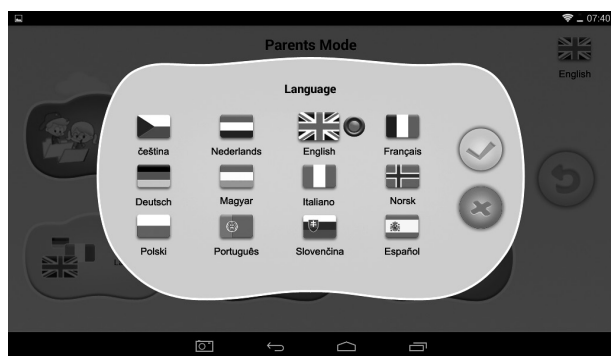 07:40
Parents Mode
English
Language
čeština Nederlands English Français
Deutsch Magyar Italiano Norsk
Polski Português Slovenčina Español